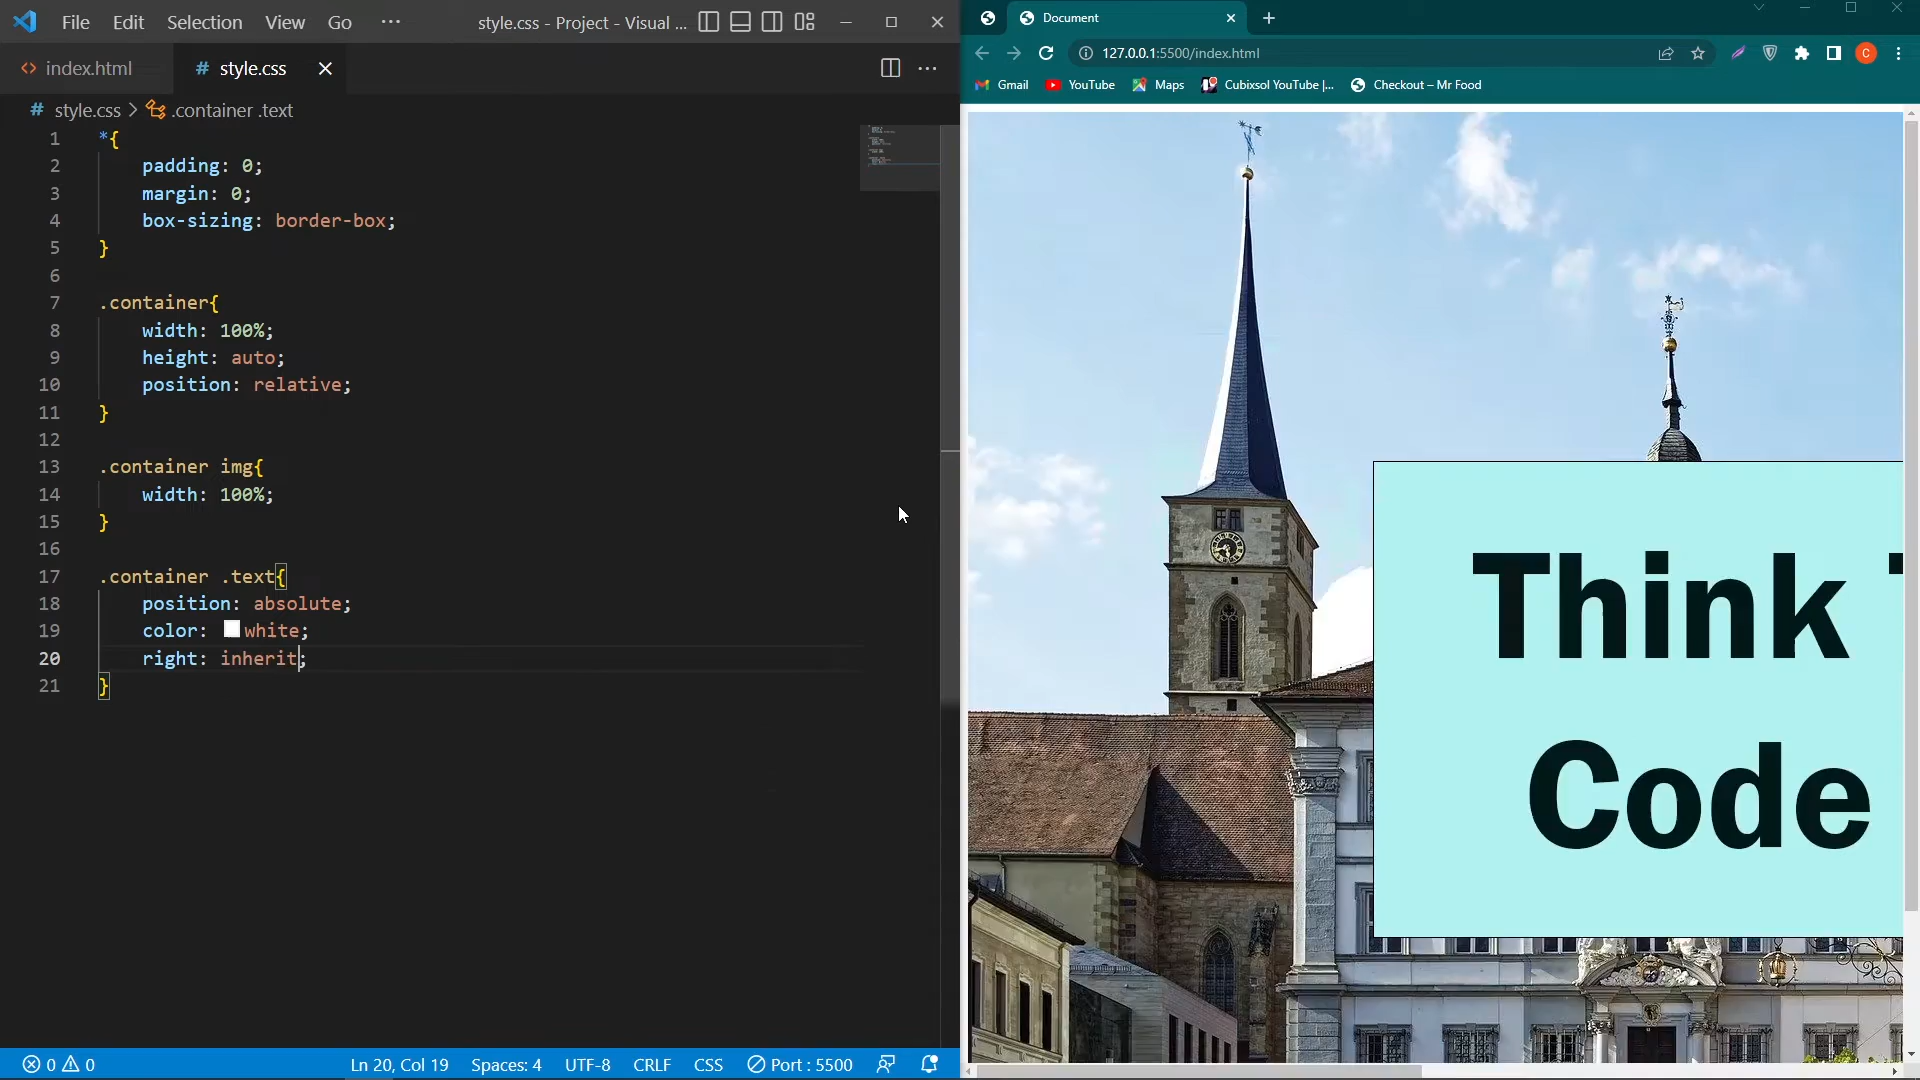 File Edit Selection View Go ··· style.css - Project - Visual ...
index.html # style.css
# style.css > .container .text
1 *{
2 padding: 0;
3 margin: 0;
4 box-sizing: border-box;
5 }
6
7 .container{
8 width: 100%;
9 height: auto;
10 position: relative;
11 }
12
13 .container img{
14 width: 100%;
15 }
16
17 .container .text{
18 position: absolute;
19 color: white;
20 right: inherit;
21 }
0 0 Ln 20, Col 19 Spaces: 4 UTF-8 CRLF CSS Port : 5500
Document
127.0.0.1:5500/index.html C
Gmail YouTube Maps Cubixsol YouTube |... Checkout – Mr Food
Think
Code